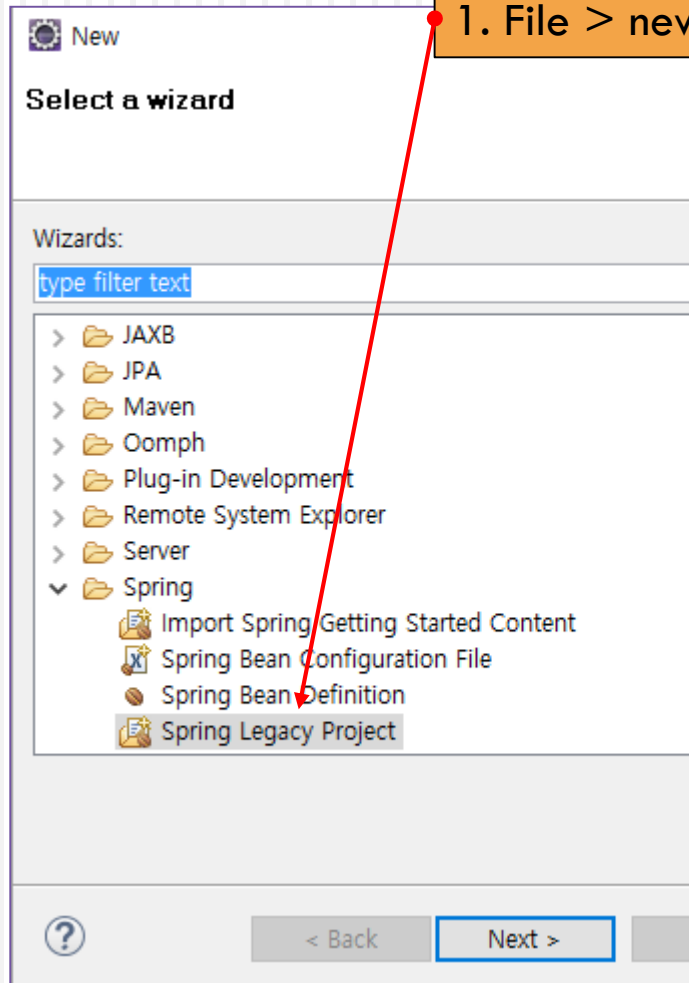 1. File > new
New
Select a wizard
Wizards:
type filter text
JAXB
JPA
Maven
Oomph
Plug-in Development
Remote System Explorer
Server
Spring
Import Spring Getting Started Content
Spring Bean Configuration File
Spring Bean Definition
Spring Legacy Project
?
< Back Next >